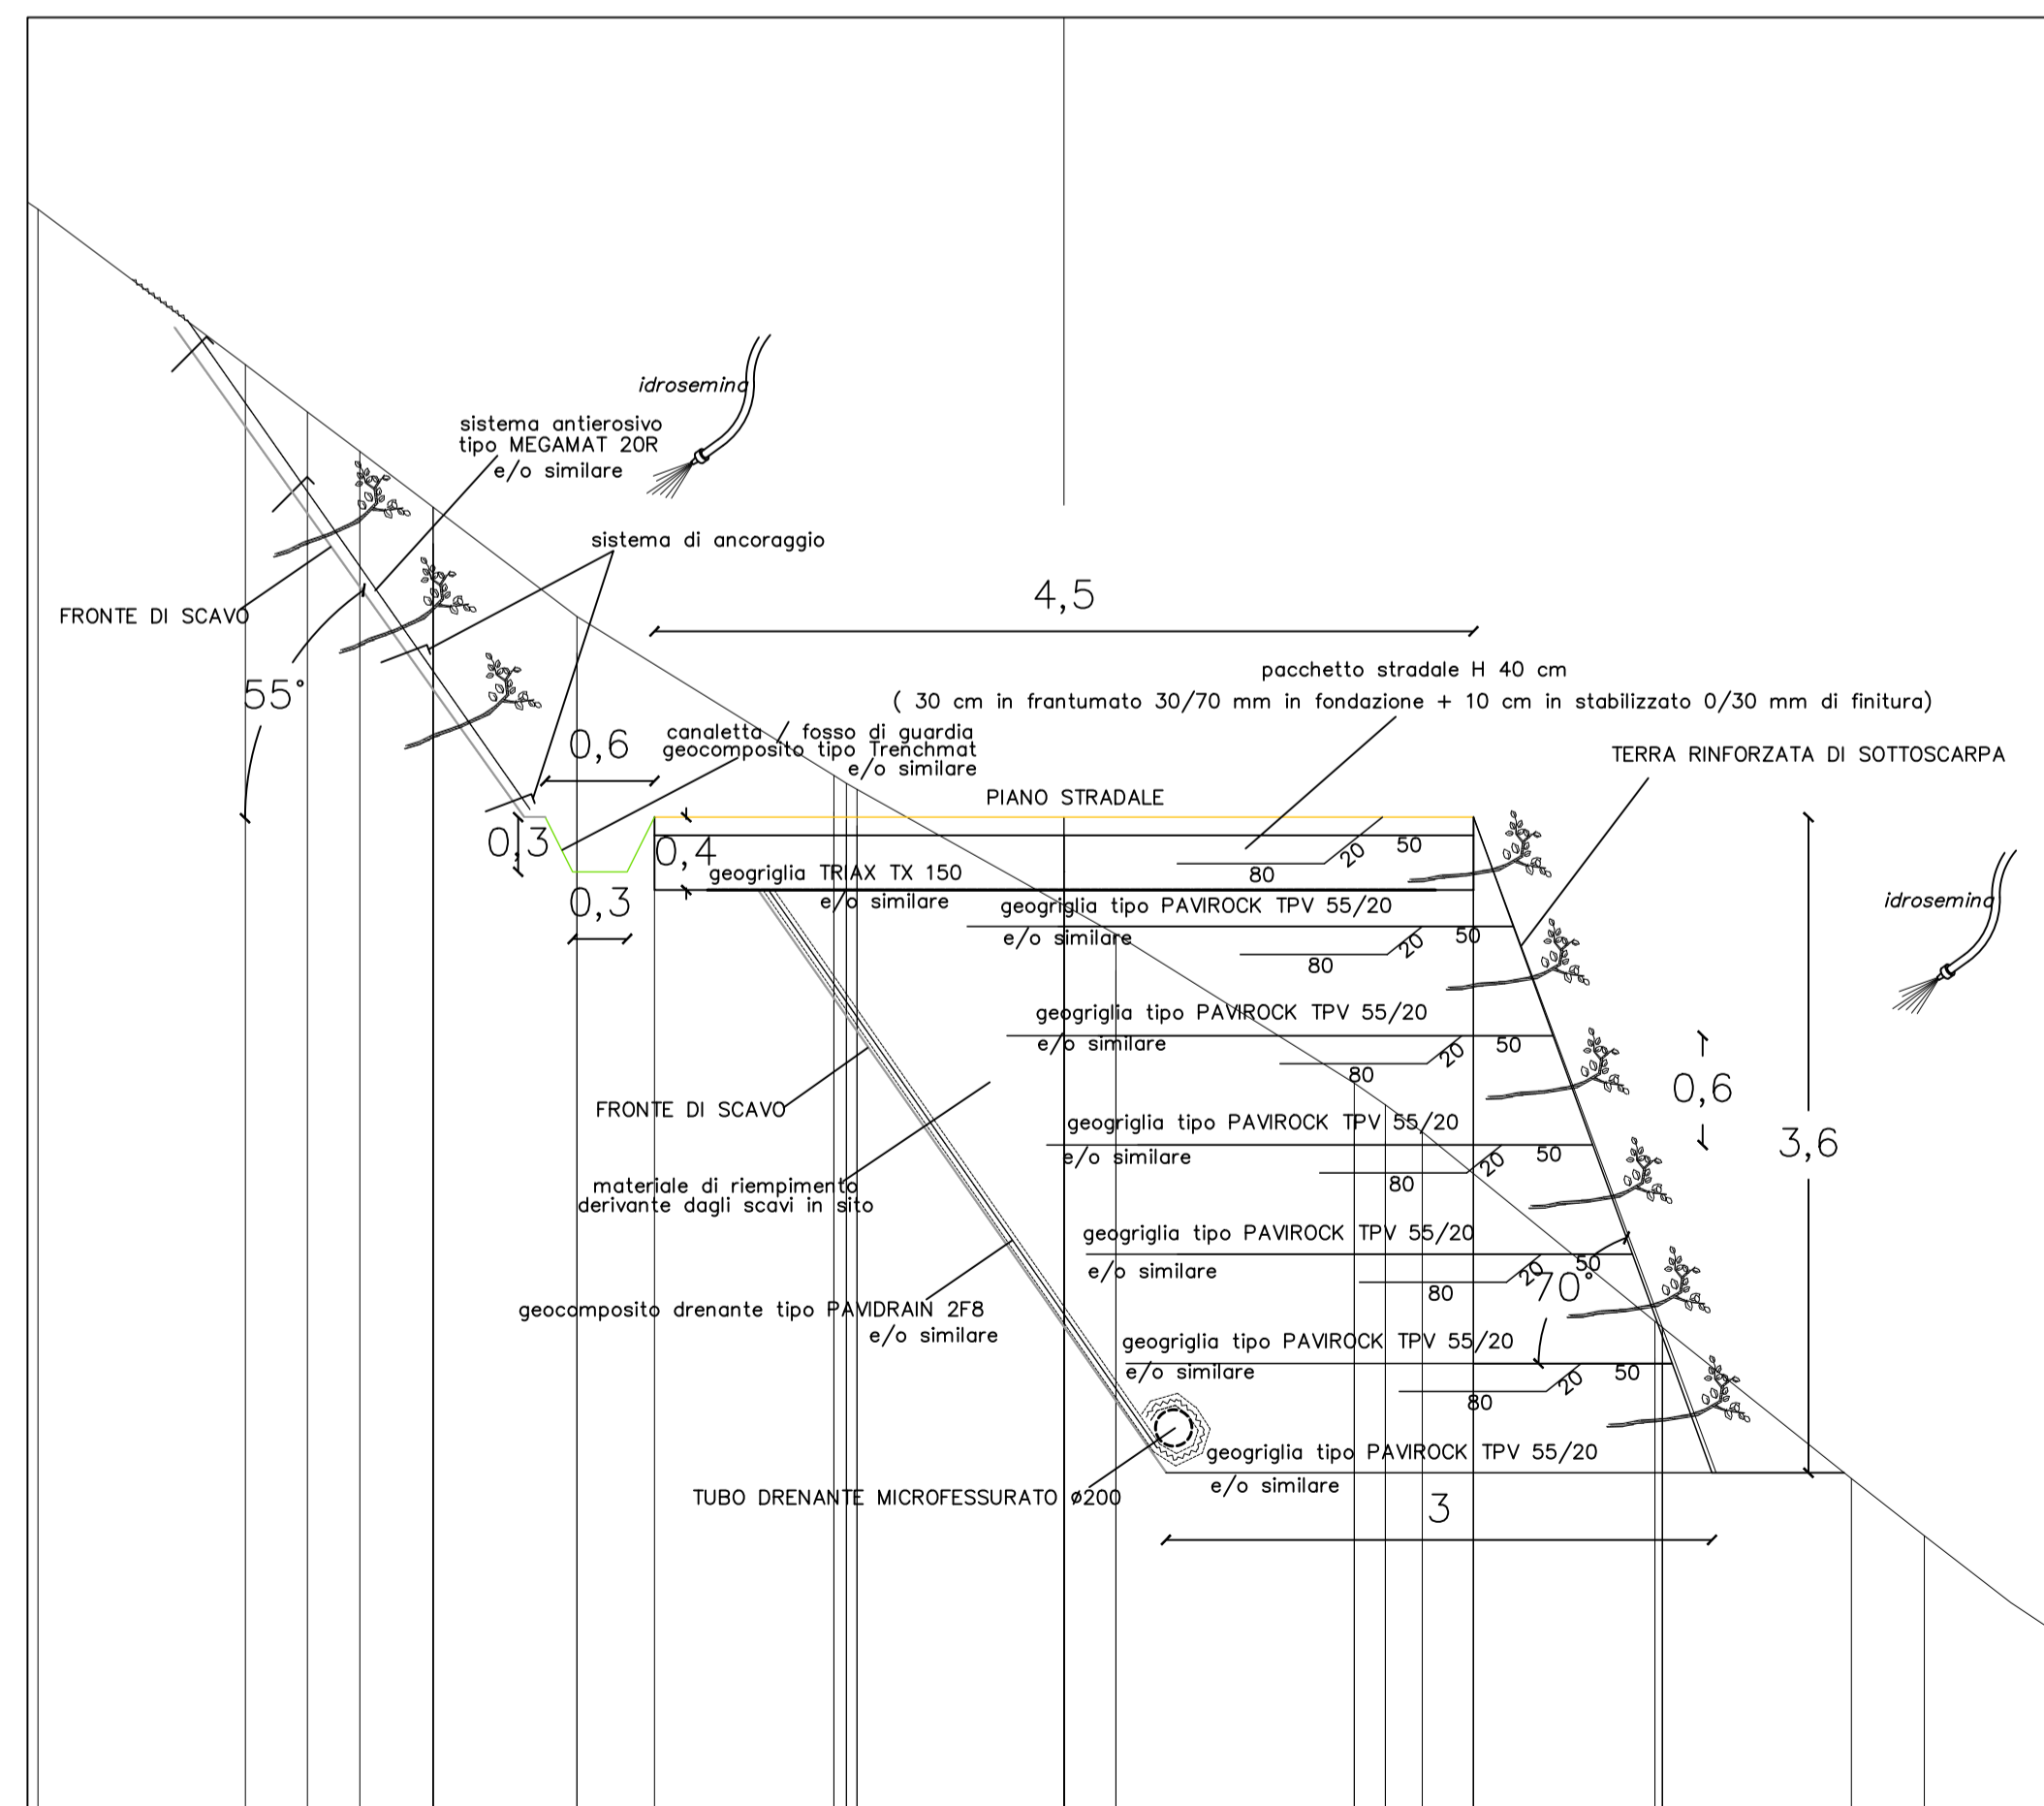 idrosemina
sistema antierosivo
tipo MEGAMAT 20R
e/o similare
sistema di ancoraggio
FRONTE DI SCAVO
55°
4,5
pacchetto stradale H 40 cm
( 30 cm in frantumato 30/70 mm in fondazione + 10 cm in stabilizzato 0/30 mm di finitura)
0,6
canaletta / fosso di guardia
geocomposito tipo Trenchmat
e/o similare
TERRA RINFORZATA DI SOTTOSCARPA
PIANO STRADALE
0,3
0,4
50
20
80
geogriglia TRIAX TX 150
e/o similare
0,3
idrosemina
geogriglia tipo PAVIROCK TPV 55/20
e/o similare
50
20
80
geogriglia tipo PAVIROCK TPV 55/20
e/o similare
50
20
80
0,6
FRONTE DI SCAVO
geogriglia tipo PAVIROCK TPV 55/20
e/o similare
50
20
80
3,6
materiale di riempimento
derivante dagli scavi in sito
geogriglia tipo PAVIROCK TPV 55/20
e/o similare
50
20
80
70°
geocomposito drenante tipo PAVIDRAIN 2F8
e/o similare
geogriglia tipo PAVIROCK TPV 55/20
e/o similare
50
20
80
geogriglia tipo PAVIROCK TPV 55/20
e/o similare
TUBO DRENANTE MICROFESSURATO ø200
3